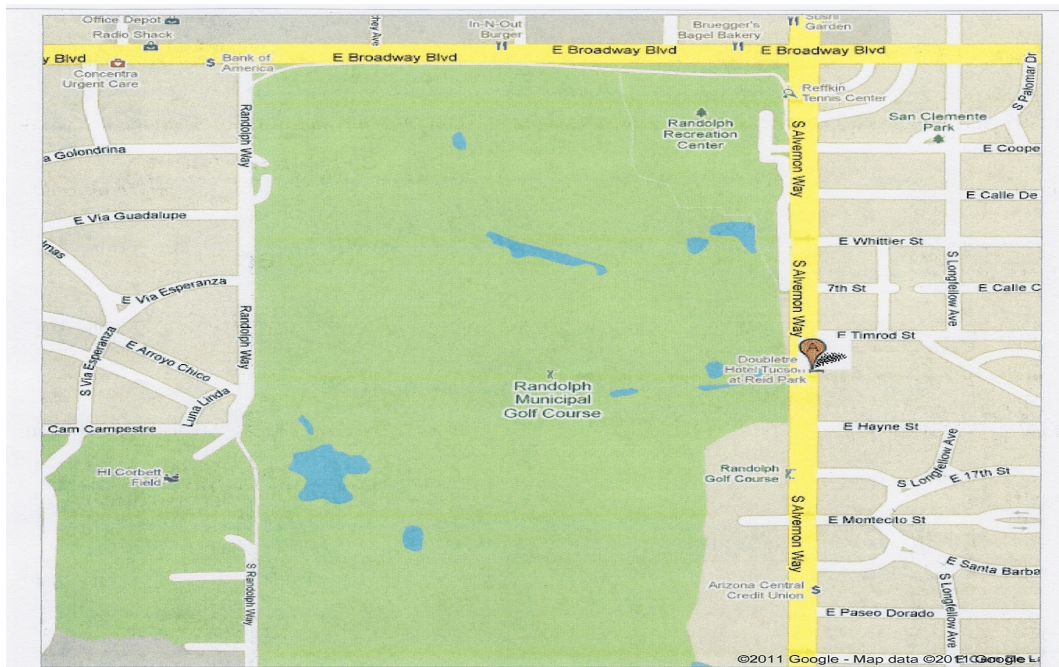 Office Depot
Radio Shack
In-N-Out
Burger
Bruegger's
Bagel Bakery
Sushi
Garden
y Blvd
Concentra
Urgent Care
Bank of
America
E Broadway Blvd
E Broadway Blvd
E Broadway Blvd
Reffkin
Tennis Center
S Palomar Dr
San Clemente
Park
Randolph
Recreation
Center
Randolph Way
S Alvernon Way
a Golondrina
E Coope
E Calle De
E Via Guadalupe
lmas
E Whittier St
S Longfellow Ave
E Via Esperanza
S Alvernon Way
7th St
E Calle C
Randolph Way
S Via Esperanza
E Arroyo Chico
E Timrod St
A
Doubletre
Hotel Tucson
at Reid Park
Randolph
Municipal
Golf Course
Luna Linda
Cam Campestre
E Hayne St
HI Corbett
Field
Randolph
Golf Course
S Longfellow Ave
E 17th St
S Alvernon Way
E Montecito St
E Santa Barba
S Randolph Way
Arizona Central
Credit Union
S Longfellow Ave
E Paseo Dorado
©2011 Google - Map data ©2011 Google